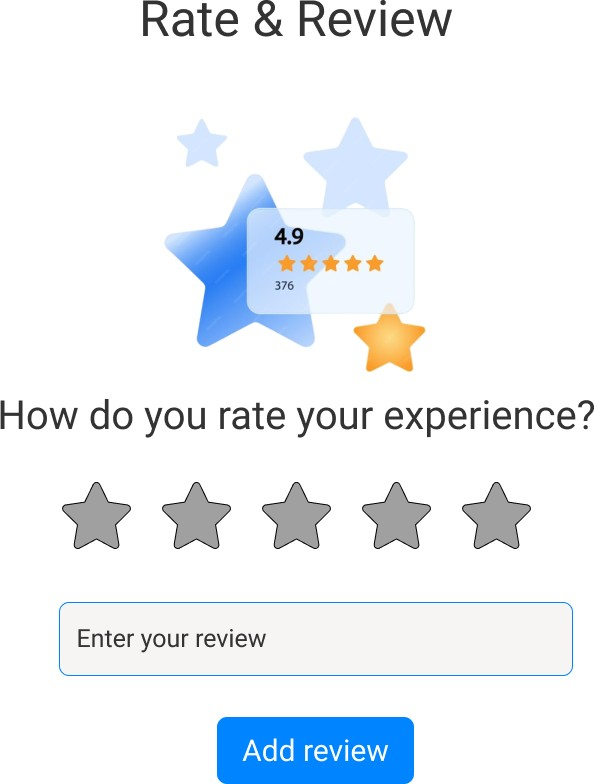 Rate & Review
4.9
376
How do you rate your experience?
Enter your review
Add review